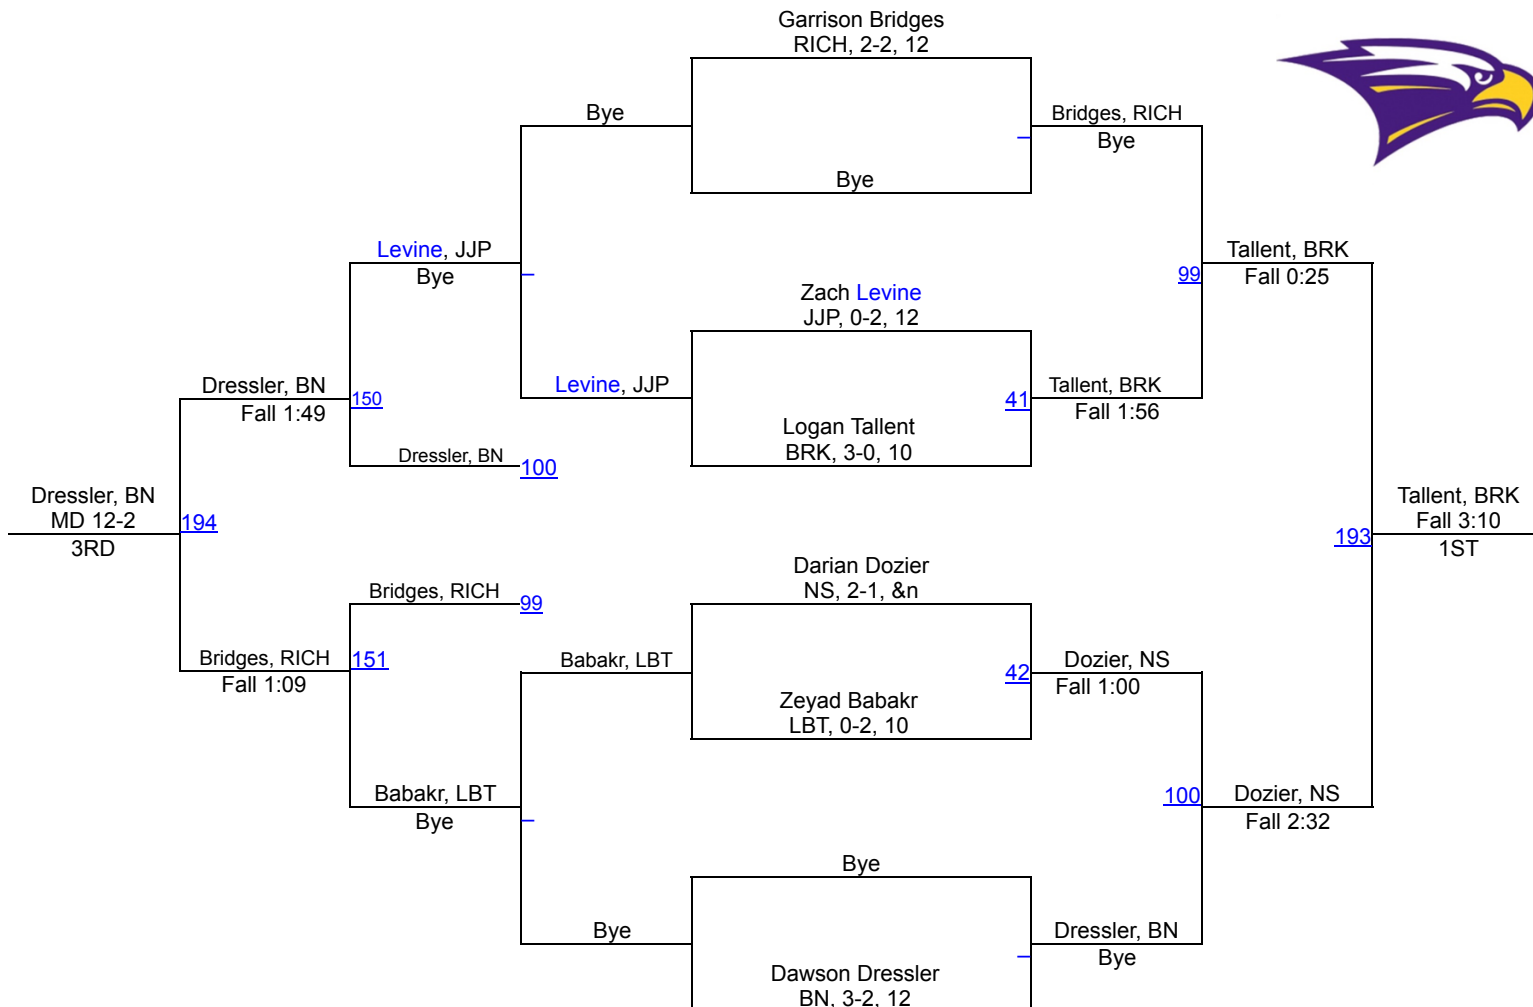 Garrison Bridges
RICH, 2-2, 12
Bye
Bridges, RICH
Bye
Bye
Levine, JJP
Bye
Tallent, BRK
Fall 0:25
99
Zach Levine
JJP, 0-2, 12
Dressler, BN
Fall 1:49
150
Levine, JJP
41
Tallent, BRK
Fall 1:56
Logan Tallent
BRK, 3-0, 10
Dressler, BN
100
Dressler, BN
MD 12-2
3RD
194
193
Tallent, BRK
Fall 3:10
1ST
Darian Dozier
NS, 2-1, &n
Bridges, RICH
99
Bridges, RICH
Fall 1:09
151
Babakr, LBT
42
Dozier, NS
Fall 1:00
Zeyad Babakr
LBT, 0-2, 10
Babakr, LBT
Bye
100
Dozier, NS
Fall 2:32
Bye
Bye
Dressler, BN
Bye
Dawson Dressler
BN, 3-2, 12